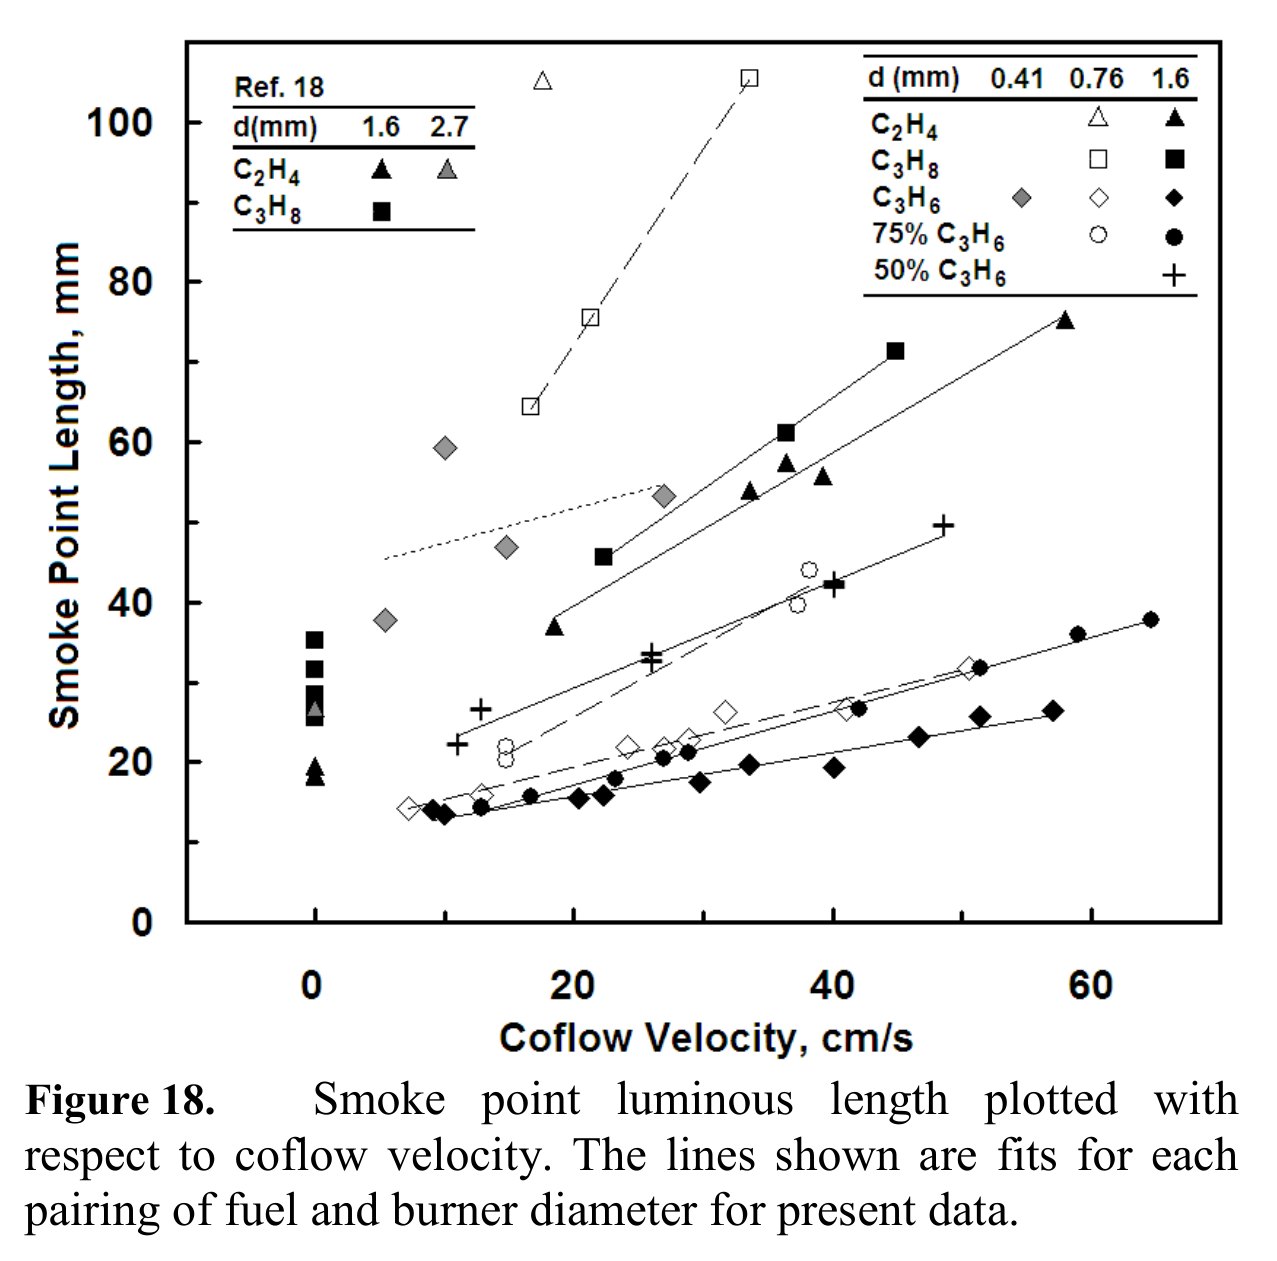 Ref. 18
d(mm) 1.6 2.7
C₂H₄
C₃H₈
d (mm) 0.41 0.76 1.6
C₂H₄
C₃H₈
C₃H₆
75% C₃H₆
50% C₃H₆
Smoke Point Length, mm
100
80
60
40
20
0
0 20 40 60
Coflow Velocity, cm/s
Figure 18. Smoke point luminous length plotted with
respect to coflow velocity. The lines shown are fits for each
pairing of fuel and burner diameter for present data.